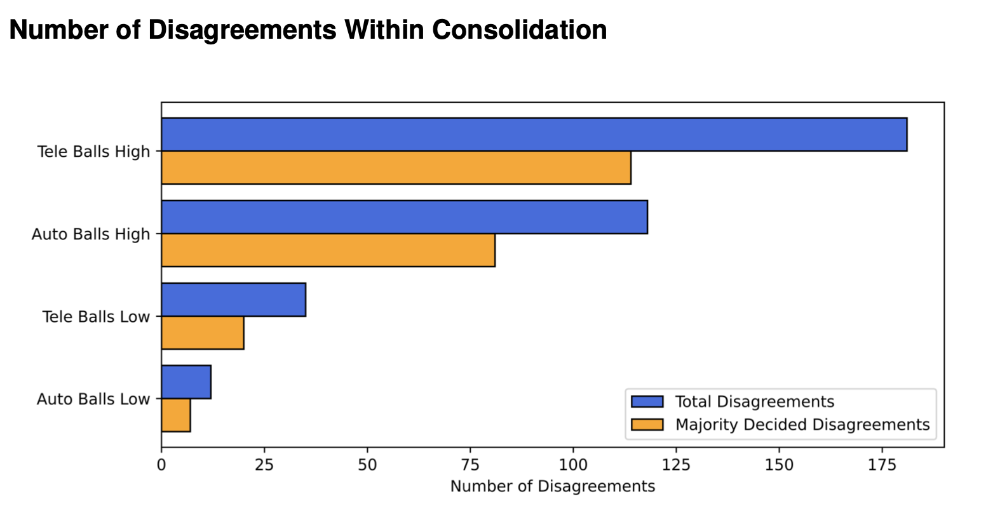 Number of Disagreements Within Consolidation
Tele Balls High
Auto Balls High
Tele Balls Low
Auto Balls Low
Total Disagreements
Majority Decided Disagreements
0 25 50 75 100 125 150 175
Number of Disagreements